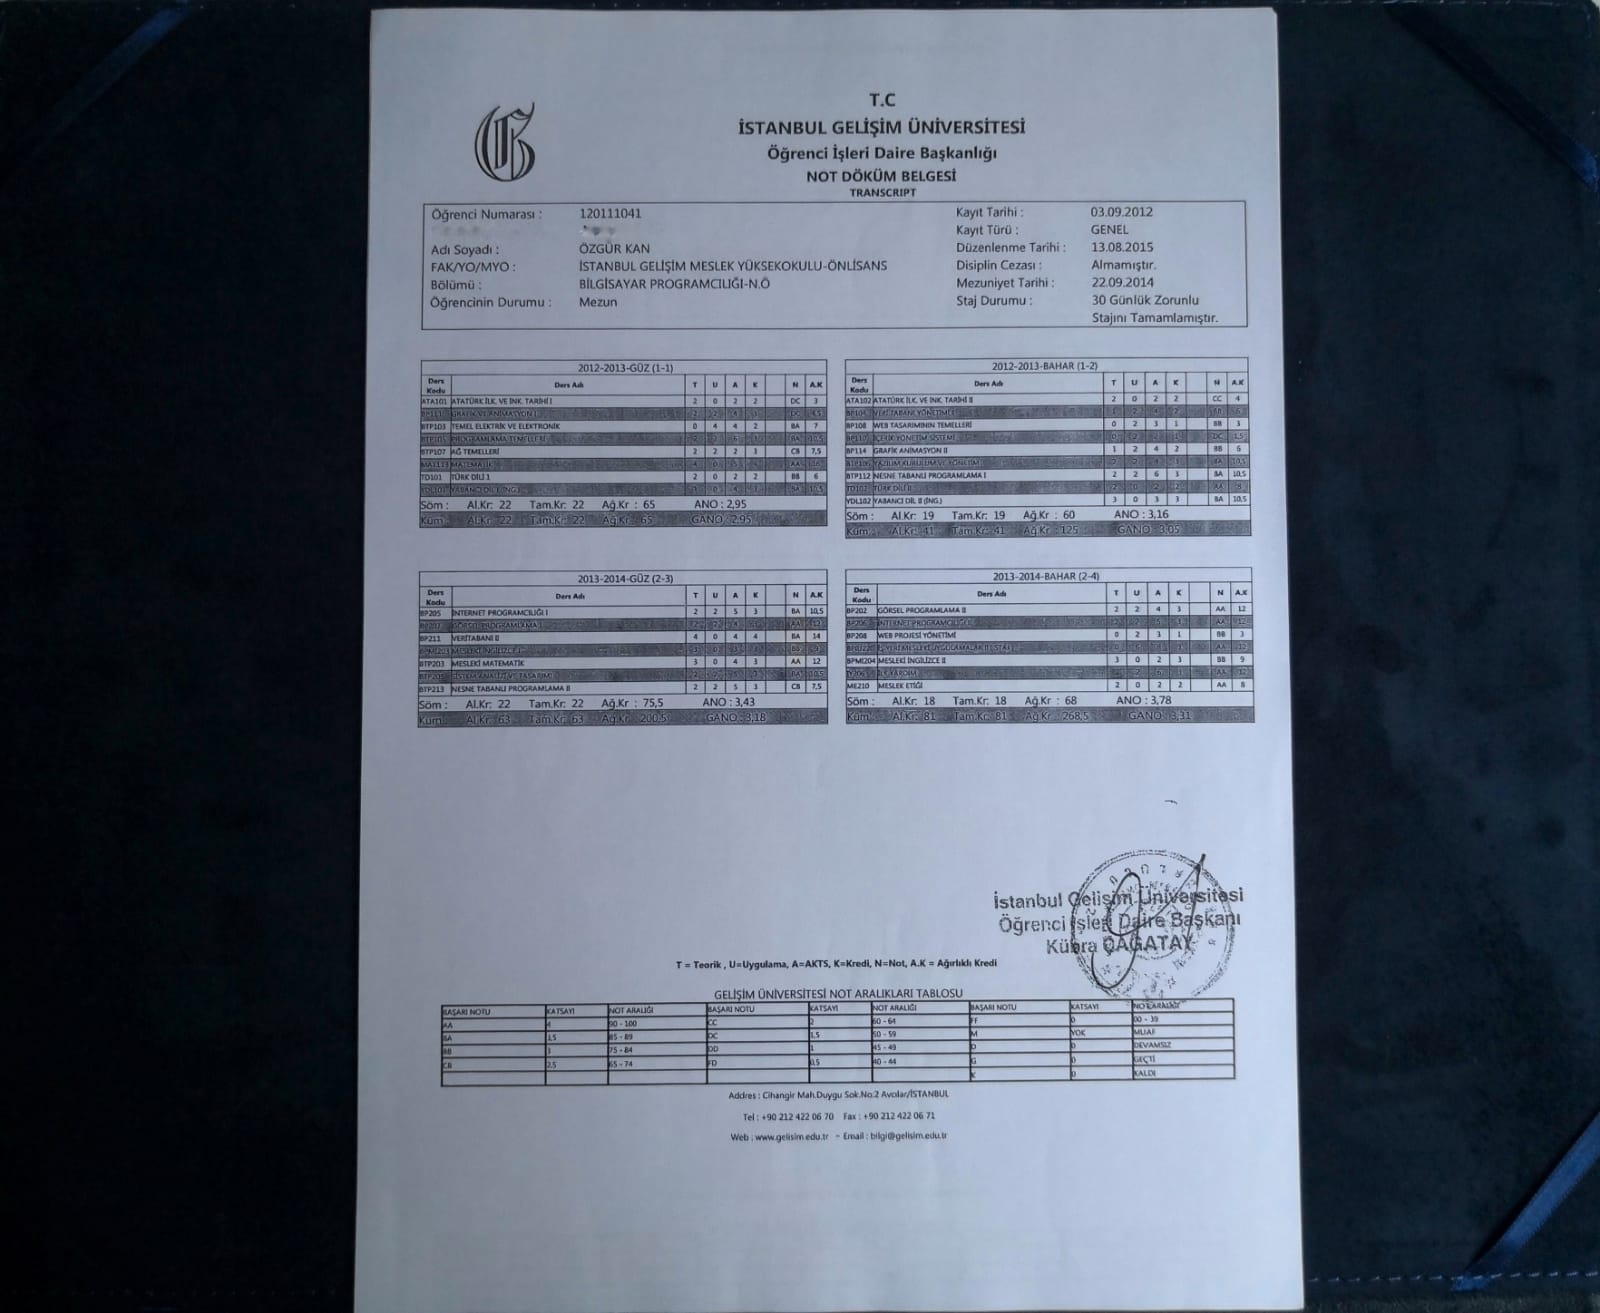 T.C
İSTANBUL GELİŞİM ÜNİVERSİTESİ
Öğrenci İşleri Daire Başkanlığı
NOT DÖKÜM BELGESİ
TRANSCRIPT
Öğrenci Numarası : 120111041
Adı Soyadı : ÖZGÜR KAN
FAK/YO/MYO : İSTANBUL GELİŞİM MESLEK YÜKSEKOKULU-ÖNLİSANS
Bölümü : BİLGİSAYAR PROGRAMCILIĞI-N.Ö
Öğrencinin Durumu : Mezun
Kayıt Tarihi : 03.09.2012
Kayıt Türü : GENEL
Düzenlenme Tarihi : 13.08.2015
Disiplin Cezası : Almamıştır.
Mezuniyet Tarihi : 22.09.2014
Staj Durumu : 30 Günlük Zorunlu
Stajını Tamamlamıştır.
2012-2013-GÜZ (1-1)
Ders Kodu Ders Adı T U A K N A.K
ATA101 ATATÜRK İLK. VE İNK. TARİHİ I 2 0 2 2 DC 3
BP111 GRAFİK VE ANİMASYON I 2 2 4 3 DC 4,5
BTP103 TEMEL ELEKTRİK VE ELEKTRONİK 0 4 4 2 BA 7
BTP105 PROGRAMLAMA TEMELLERİ 6 3 BA 10,5
BTP107 AĞ TEMELLERİ 2 2 2 3 CB 7,5
MAT113 MATEMATİK 4 0 AA 16
TD101 TÜRK DİLİ 1 2 0 2 2 BB 6
YDL101 YABANCI DİL I (İNG.) 3 0 BA 10,5
Söm : Al.Kr: 22 Tam.Kr: 22 Ağ.Kr : 65 ANO : 2,95
Küm : Al.Kr: 22 Tam.Kr: 22 Ağ.Kr : 65 GANO : 2,95
2012-2013-BAHAR (1-2)
Ders Kodu Ders Adı T U A K N A.K
ATA102 ATATÜRK İLK. VE İNK. TARİHİ II 2 0 2 2 CC 4
BP104 VERİ TABANI YÖNETİMİ 2 BB 6
BP108 WEB TASARIMININ TEMELLERİ 0 2 3 1 BB 3
BP110 İÇERİK YÖNETİM SİSTEMİ 0 2 2 1 DC 1,5
BP114 GRAFİK ANİMASYON II 1 2 4 2 BB 6
BTP106 YAZILIM KURULUM VE YÖNETİMİ 2 2 4 3 BA 10,5
BTP112 NESNE TABANLI PROGRAMLAMA I 2 2 6 3 BA 10,5
TD102 TÜRK DİLİ II 2 0 2 2 AA 8
YDL102 YABANCI DİL II (İNG.) 3 0 3 3 BA 10,5
Söm : Al.Kr: 19 Tam.Kr: 19 Ağ.Kr : 60 ANO : 3,16
Küm : Al.Kr: 41 Tam.Kr: 41 Ağ.Kr : 125 GANO : 3,05
2013-2014-GÜZ (2-3)
Ders Kodu Ders Adı T U A K N A.K
BP205 İNTERNET PROGRAMCILIĞI I 2 2 5 3 BA 10,5
BP207 GÖRSEL PROGRAMLAMA I 2 2 4 3 AA 12
BP211 VERİTABANI II 4 0 4 4 BA 14
BPMI203 MESLEKİ İNGİLİZCE I 3 0 3 3 BB 9
BTP203 MESLEKİ MATEMATİK 3 0 4 3 AA 12
BTP205 SİSTEM ANALİZİ VE TASARIMI 2 2 3 BA 10,5
BTP213 NESNE TABANLI PROGRAMLAMA II 2 2 5 3 CB 7,5
Söm : Al.Kr: 22 Tam.Kr: 22 Ağ.Kr : 75,5 ANO : 3,43
Küm : Al.Kr: 63 Tam.Kr: 63 Ağ.Kr : 200,5 GANO : 3,18
2013-2014-BAHAR (2-4)
Ders Kodu Ders Adı T U A K N A.K
BP202 GÖRSEL PROGRAMLAMA II 2 2 4 3 AA 12
BP206 İNTERNET PROGRAMCILIĞI II 2 2 5 3 AA 12
BP208 WEB PROJESİ YÖNETİMİ 0 2 3 1 BB 3
İŞYERİ MESLEKİ UYGULAMALARI (STAJ) AA 12
BPMI204 MESLEKİ İNGİLİZCE II 3 0 2 3 BB 9
İLK YARDIM AA 12
ME210 MESLEK ETİĞİ 2 0 2 2 AA 8
Söm : Al.Kr: 18 Tam.Kr: 18 Ağ.Kr : 68 ANO : 3,78
Küm : Al.Kr: 81 Tam.Kr: 81 Ağ.Kr : 268,5 GANO : 3,31
İstanbul Gelişim Üniversitesi
Öğrenci İşleri Daire Başkanı
Kübra ÇAĞATAY
T = Teorik , U=Uygulama, A=AKTS, K=Kredi, N=Not, A.K = Ağırlıklı Kredi
GELİŞİM ÜNİVERSİTESİ NOT ARALIKLARI TABLOSU
BAŞARI NOTU KATSAYI NOT ARALIĞI BAŞARI NOTU KATSAYI NOT ARALIĞI BAŞARI NOTU KATSAYI NOT ARALIĞI
AA 4 90 - 100 CC 2 60 - 64 FF 0 00 - 39
BA 3,5 85 - 89 DC 1,5 50 - 59 M YOK MUAF
BB 3 75 - 84 DD 1 45 - 49 D 0 DEVAMSIZ
CB 2,5 65 - 74 FD 0,5 40 - 44 G 0 GEÇTİ
K 0 KALDI
Addres : Cihangir Mah.Duygu Sok.No:2 Avcılar/İSTANBUL
Tel : +90 212 422 06 70 Fax : +90 212 422 06 71
Web : www.gelisim.edu.tr - Email : bilgi@gelisim.edu.tr